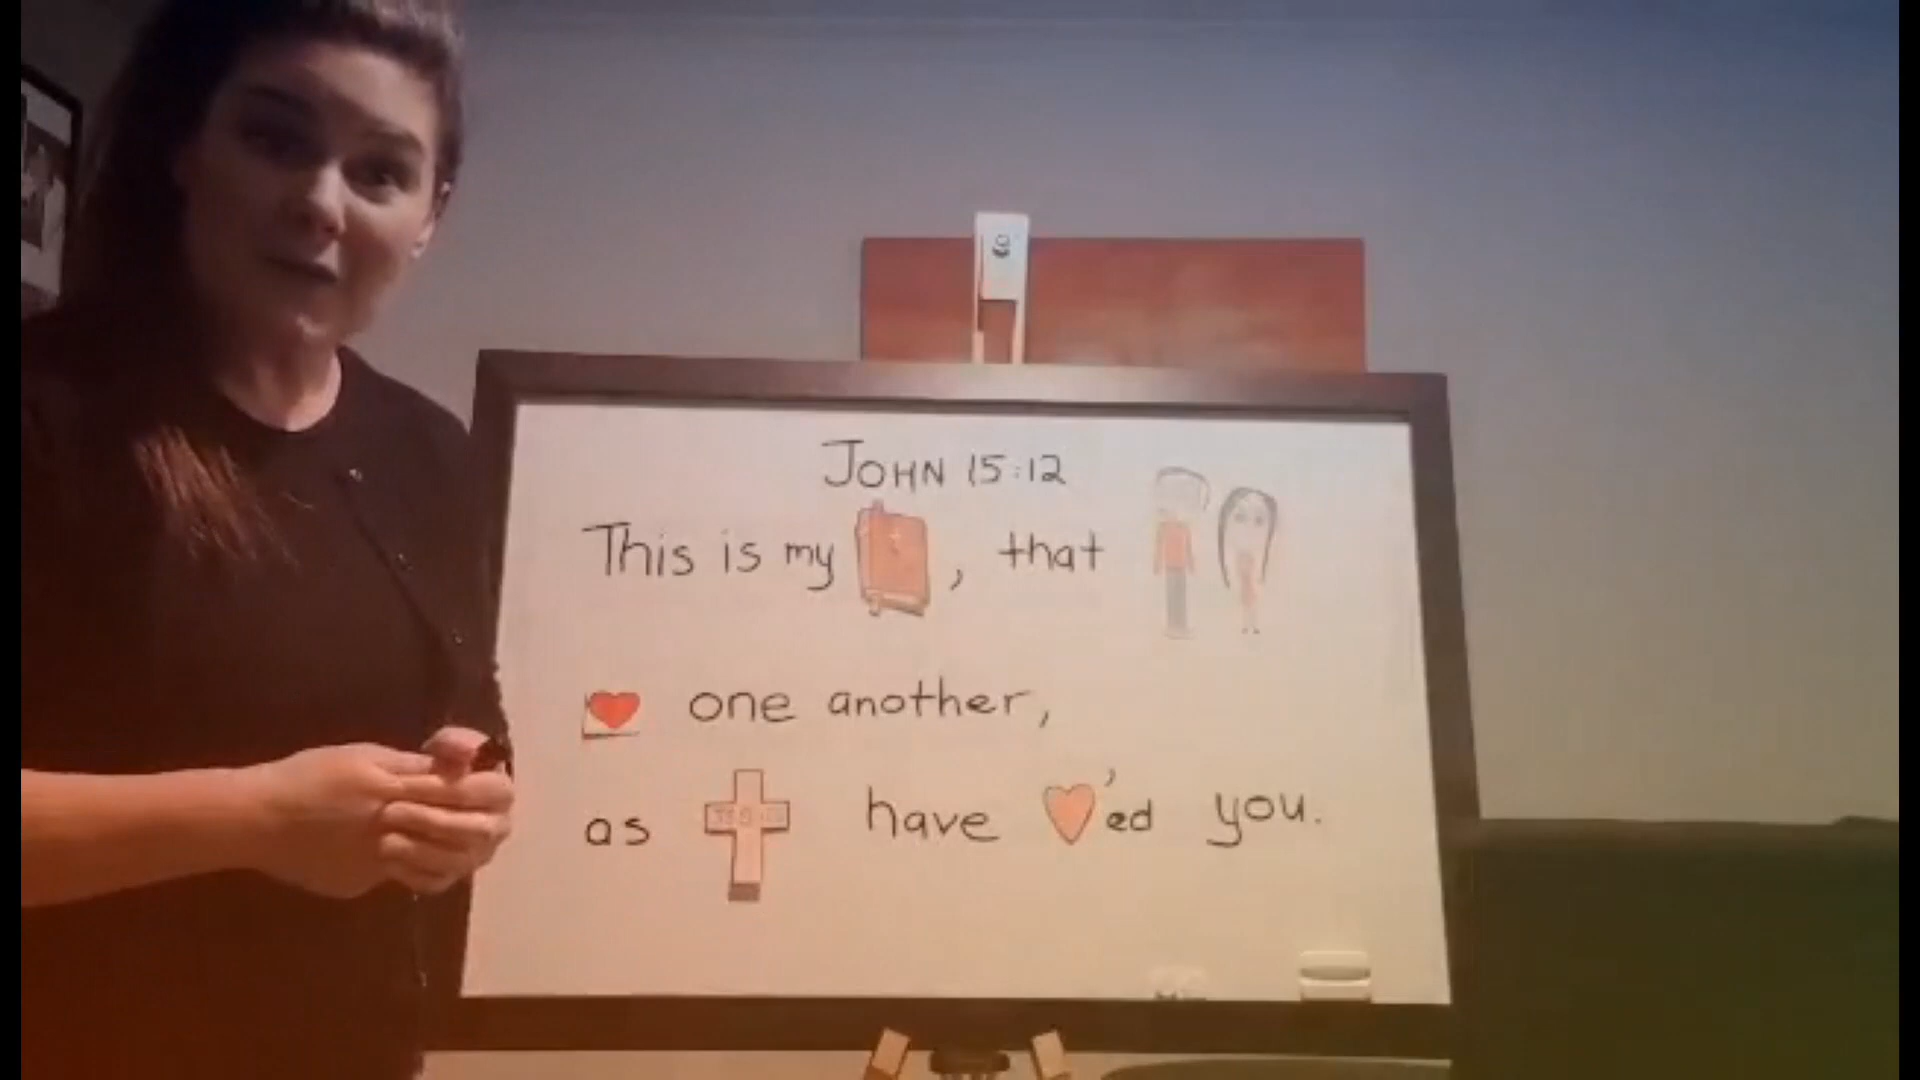 JOHN 15:12
This is my , that
one another,
as have 'ed you.